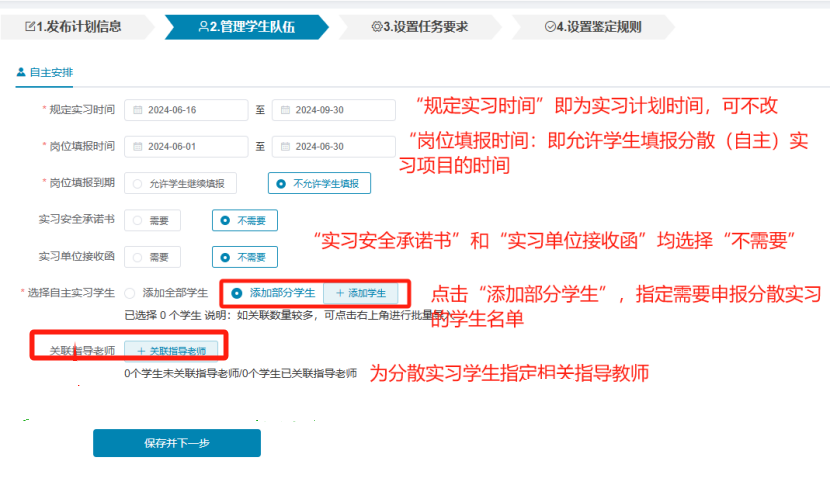 1.发布计划信息 2.管理学生队伍 3.设置任务要求 4.设置鉴定规则
自主安排
* 规定实习时间 2024-06-16 至 2024-09-30 “规定实习时间”即为实习计划时间，可不改
* 岗位填报时间 2024-06-01 至 2024-06-30 “岗位填报时间：即允许学生填报分散（自主）实
习项目的时间
* 岗位填报到期 允许学生继续填报 不允许学生填报
实习安全承诺书 需要 不需要
“实习安全承诺书”和“实习单位接收函”均选择“不需要”
实习单位接收函 需要 不需要
* 选择自主实习学生 添加全部学生 添加部分学生 + 添加学生 点击“添加部分学生”，指定需要申报分散实习
的学生名单
已选择 0 个学生 说明：如关联数量较多，可点击右上角进行批量
关联指导老师 + 关联指导老师
0个学生未关联指导老师/0个学生已关联指导老师 为分散实习学生指定相关指导教师
保存并下一步